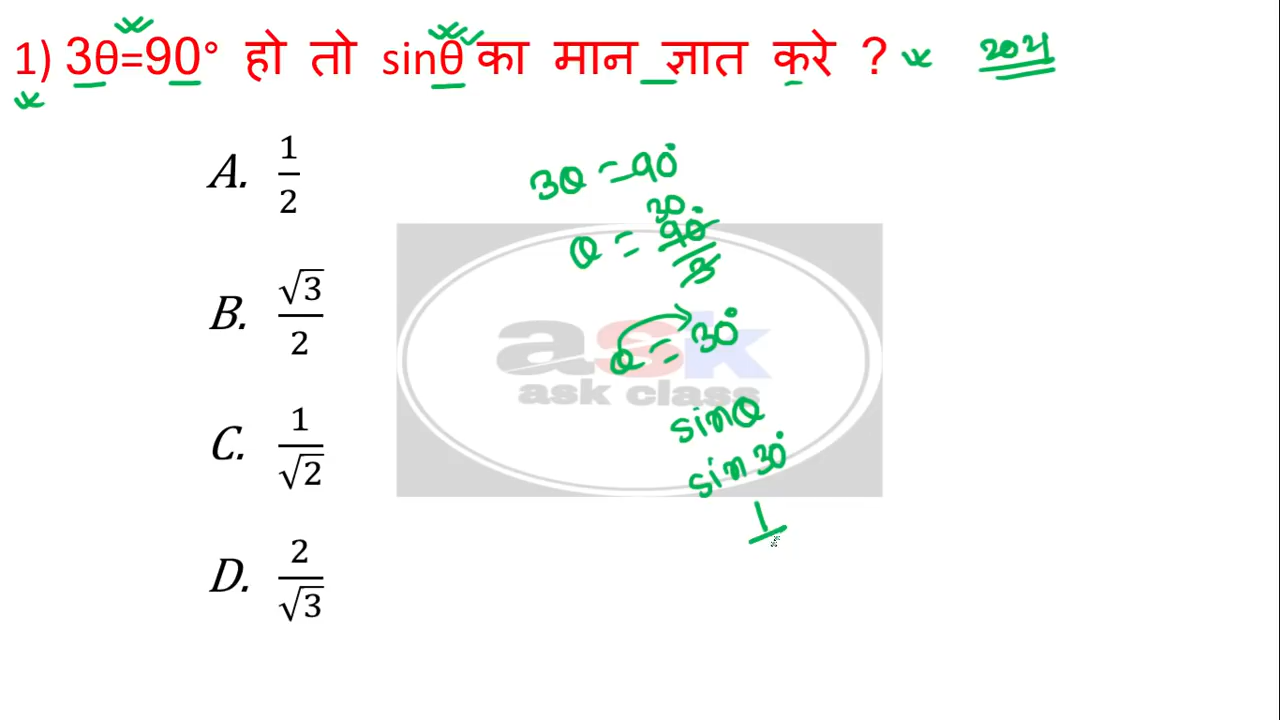 1) 3θ=90° हो तो sinθ का मान ज्ञात करे ?
A. 1/2
B. √3/2
C. 1/√2
D. 2/√3
3θ = 90°
30
θ = 90°/3
θ = 30°
sinθ
sin 30°
1
ask
ask class